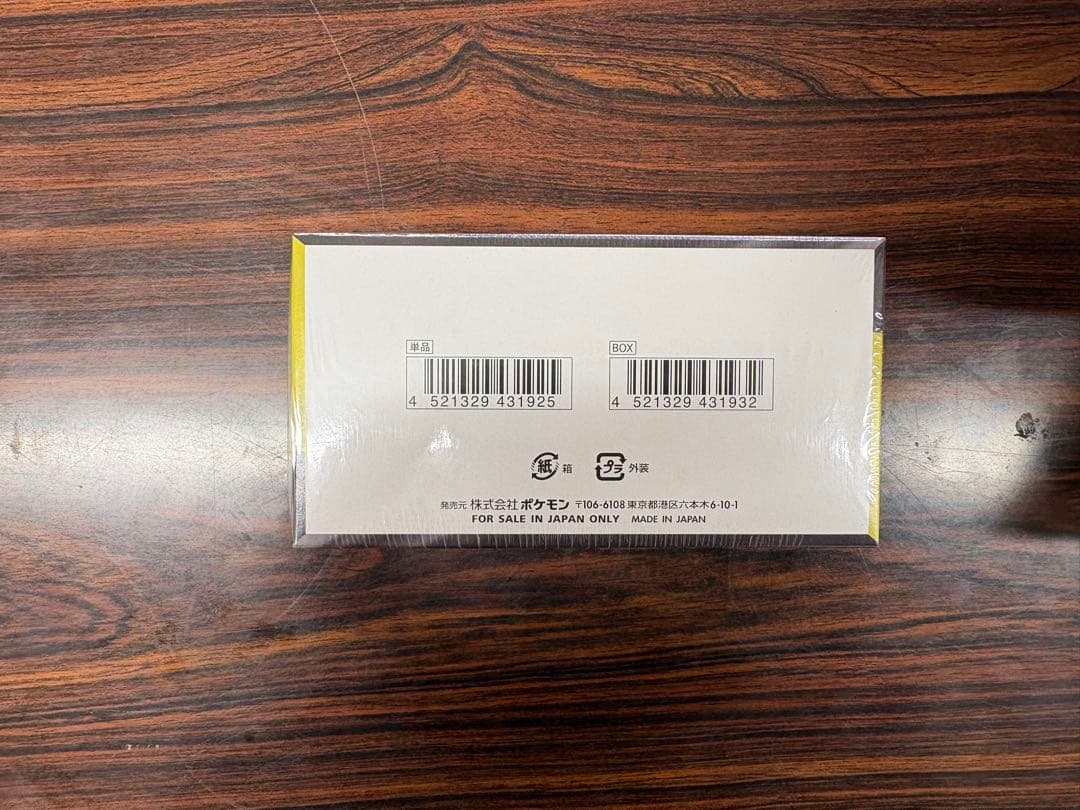 単品
4 521329 431925
BOX
4 521329 431932
紙 箱
プラ 外装
発売元 株式会社ポケモン 〒106-6108 東京都港区六本木6-10-1
FOR SALE IN JAPAN ONLY MADE IN JAPAN